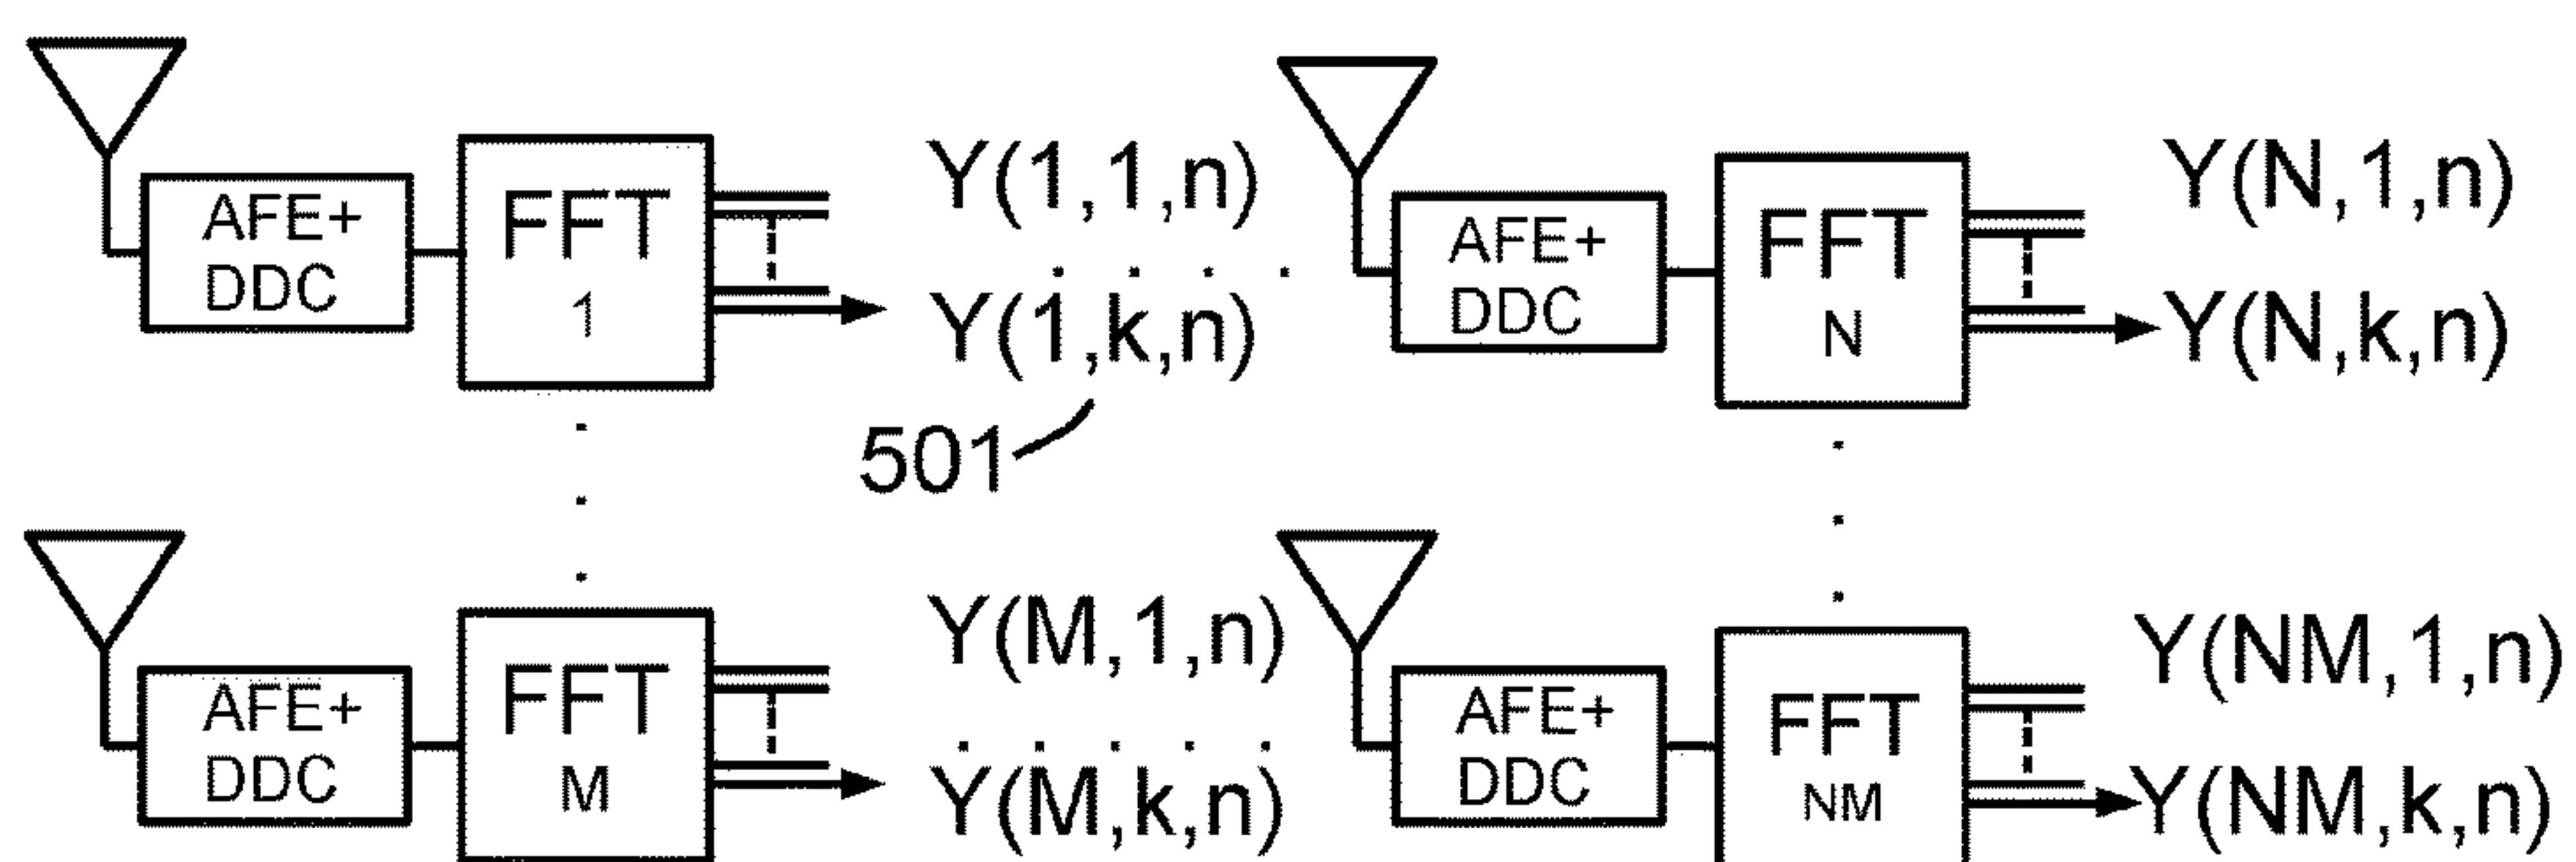 AFE+
DDC
FFT
1
Y(1,1,n)
. . . .
Y(1,k,n)
501
AFE+
DDC
FFT
N
Y(N,1,n)
Y(N,k,n)
AFE+
DDC
FFT
M
Y(M,1,n)
. . . . .
Y(M,k,n)
AFE+
DDC
FFT
NM
Y(NM,1,n)
Y(NM,k,n)